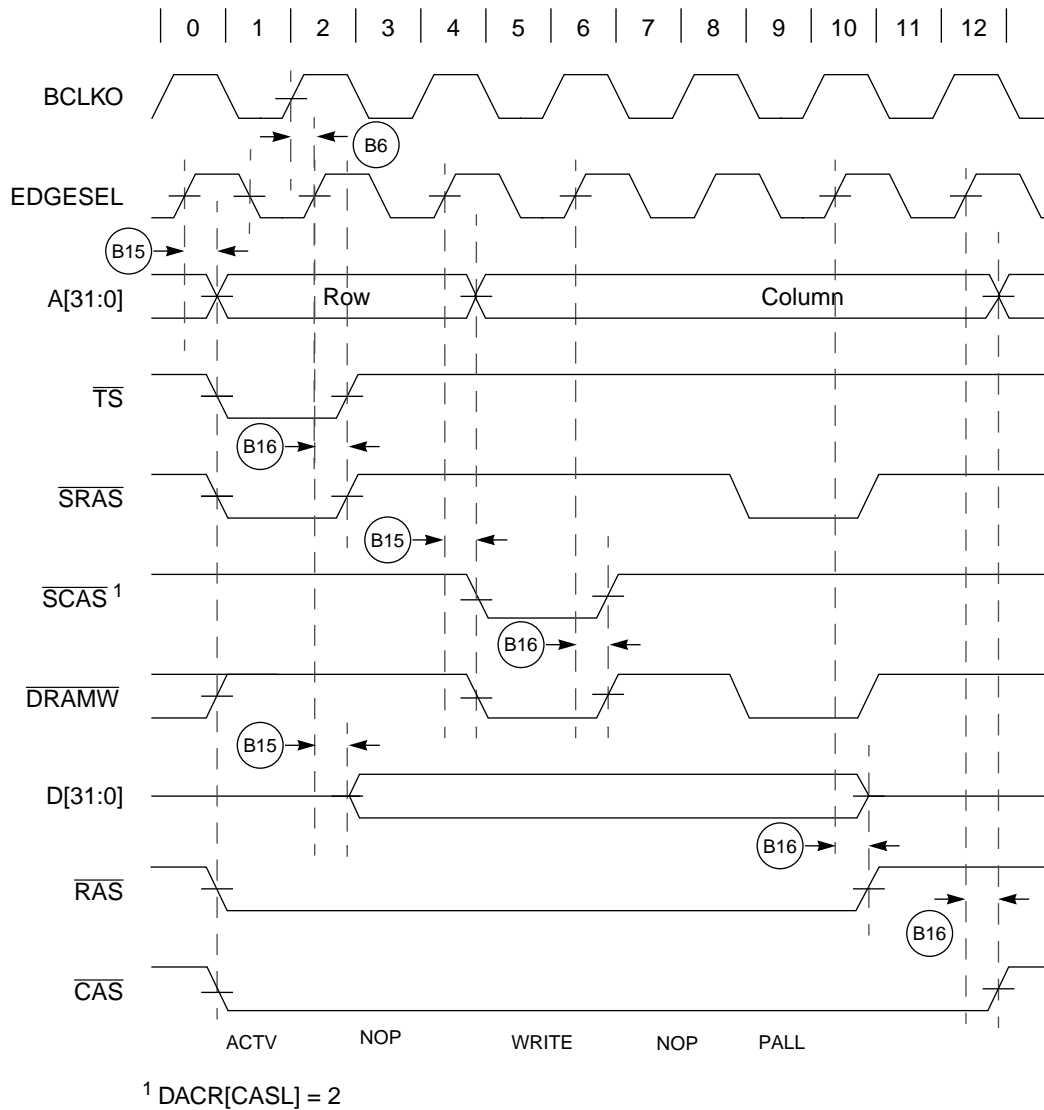 0 1 2 3 4 5 6 7 8 9 10 11 12
BCLKO
B6
EDGESEL
B15
A[31:0] Row Column
TS
B16
SRAS
B15
SCAS 1
B16
DRAMW
B15
D[31:0]
B16
RAS
B16
CAS
ACTV NOP WRITE NOP PALL
1 DACR[CASL] = 2